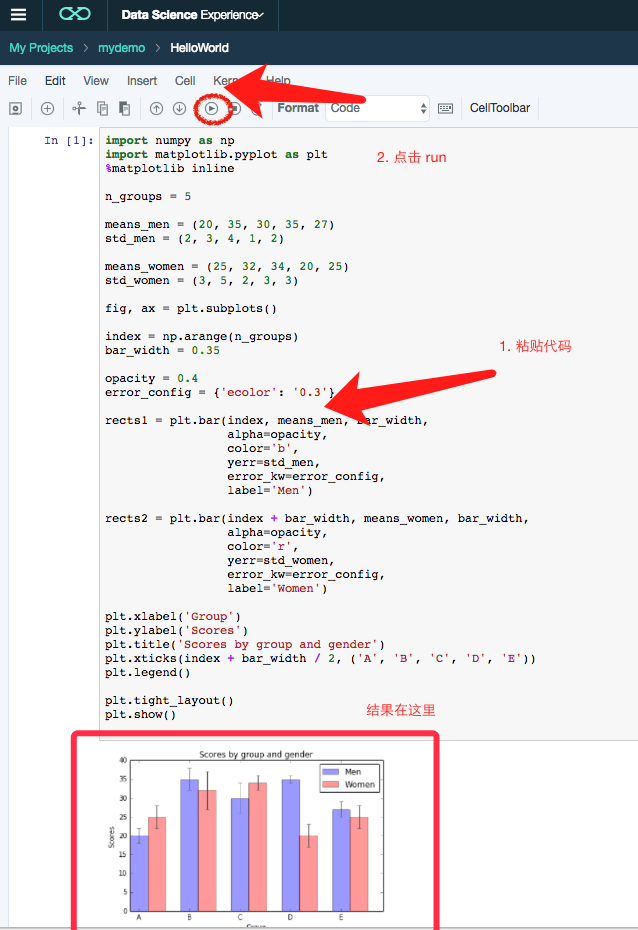 Data Science Experience
My Projects > mydemo > HelloWorld
File Edit View Insert Cell Help
Format Code CellToolbar
In [1]:
import numpy as np
import matplotlib.pyplot as plt
2. 点击 run
%matplotlib inline
n_groups = 5
means_men = (20, 35, 30, 35, 27)
std_men = (2, 3, 4, 1, 2)
means_women = (25, 32, 34, 20, 25)
std_women = (3, 5, 2, 3, 3)
fig, ax = plt.subplots()
index = np.arange(n_groups)
1. 粘贴代码
bar_width = 0.35
opacity = 0.4
error_config = {'ecolor': '0.3'}
rects1 = plt.bar(index, means_men, bar_width,
alpha=opacity,
color='b',
yerr=std_men,
error_kw=error_config,
label='Men')
rects2 = plt.bar(index + bar_width, means_women, bar_width,
alpha=opacity,
color='r',
yerr=std_women,
error_kw=error_config,
label='Women')
plt.xlabel('Group')
plt.ylabel('Scores')
plt.title('Scores by group and gender')
plt.xticks(index + bar_width / 2, ('A', 'B', 'C', 'D', 'E'))
plt.legend()
plt.tight_layout()
plt.show()
结果在这里
Scores by group and gender
Men
Women
Scores
40
35
30
25
20
15
10
5
0
A B C D E